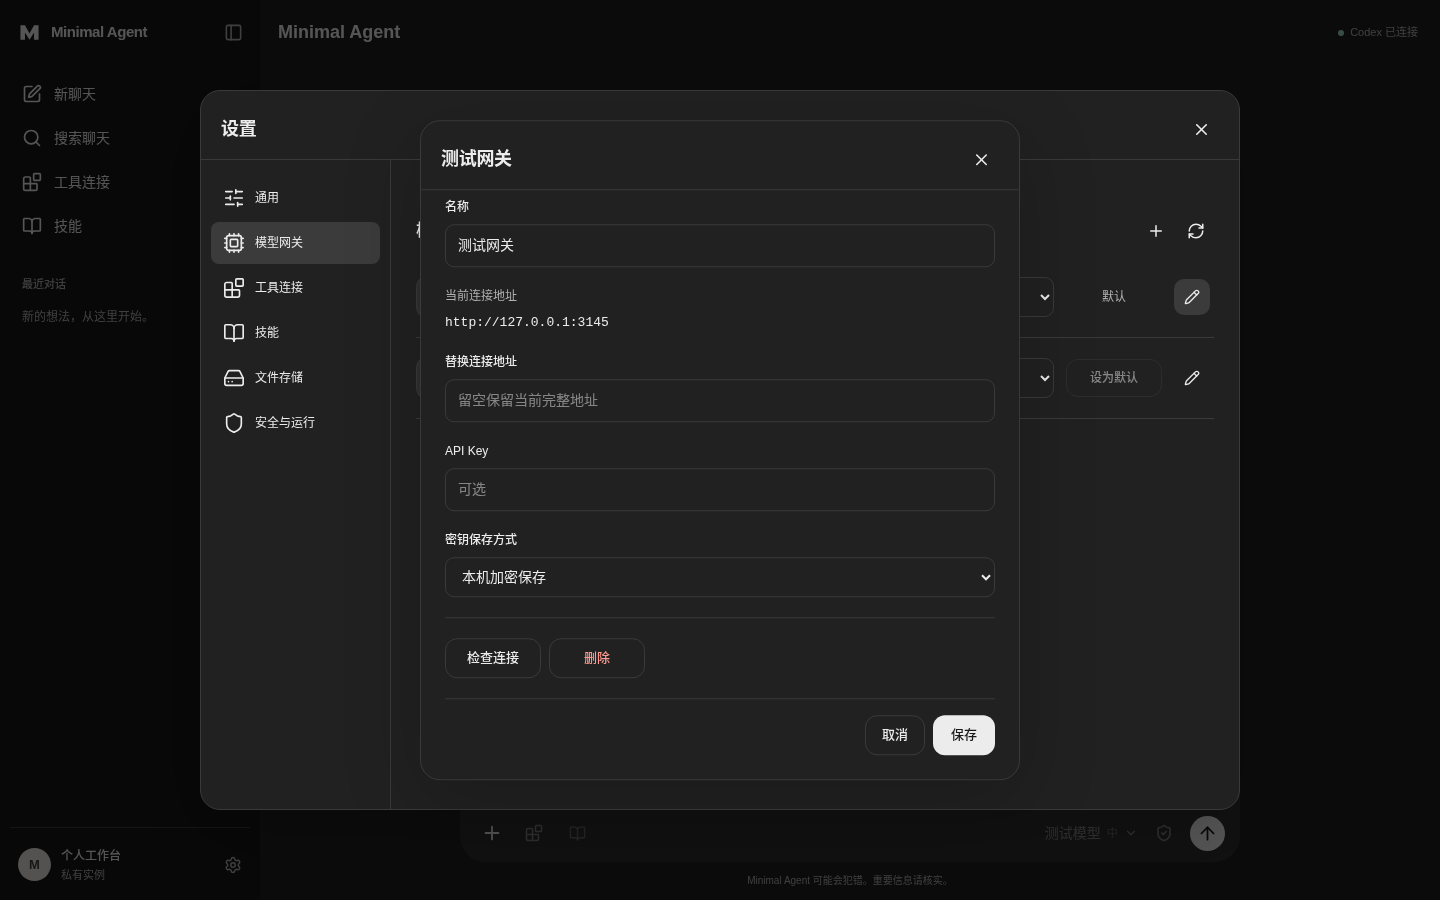 Minimal Agent
Minimal Agent
Codex 已连接
新聊天
搜索聊天
工具连接
技能
最近对话
新的想法，从这里开始。
设置
通用
模型网关
工具连接
技能
文件存储
安全与运行
默认
设为默认
测试网关
名称
测试网关
当前连接地址
http://127.0.0.1:3145
替换连接地址
留空保留当前完整地址
API Key
可选
密钥保存方式
本机加密保存
检查连接
删除
取消
保存
测试模型 中
M
个人工作台
私有实例
Minimal Agent 可能会犯错。重要信息请核实。